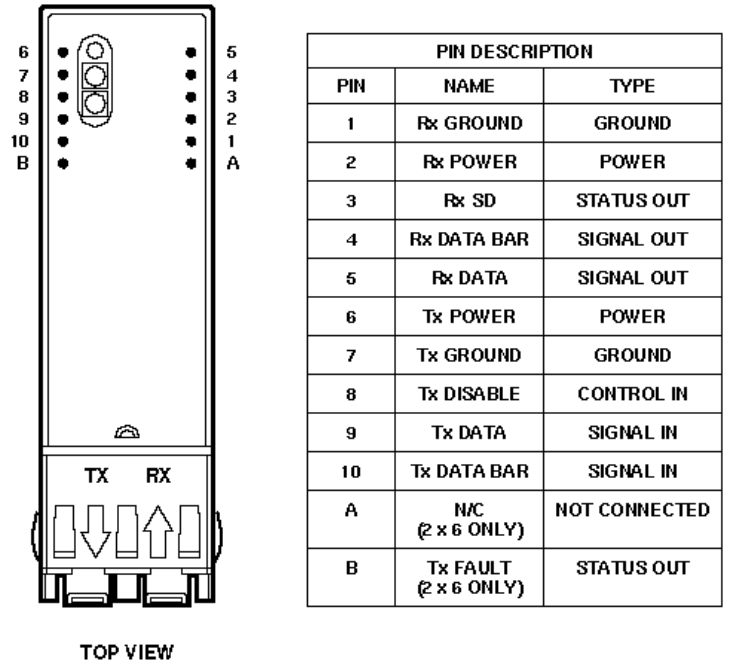 6 5
7 4
8 3
9 2
10 1
B A
TX RX
TOP VIEW
PIN DESCRIPTION
PIN NAME TYPE
1 Rx GROUND GROUND
2 Rx POWER POWER
3 Rx SD STATUS OUT
4 Rx DATA BAR SIGNAL OUT
5 Rx DATA SIGNAL OUT
6 Tx POWER POWER
7 Tx GROUND GROUND
8 Tx DISABLE CONTROL IN
9 Tx DATA SIGNAL IN
10 Tx DATA BAR SIGNAL IN
A N/C NOT CONNECTED
(2 x 6 ONLY)
B Tx FAULT STATUS OUT
(2 x 6 ONLY)